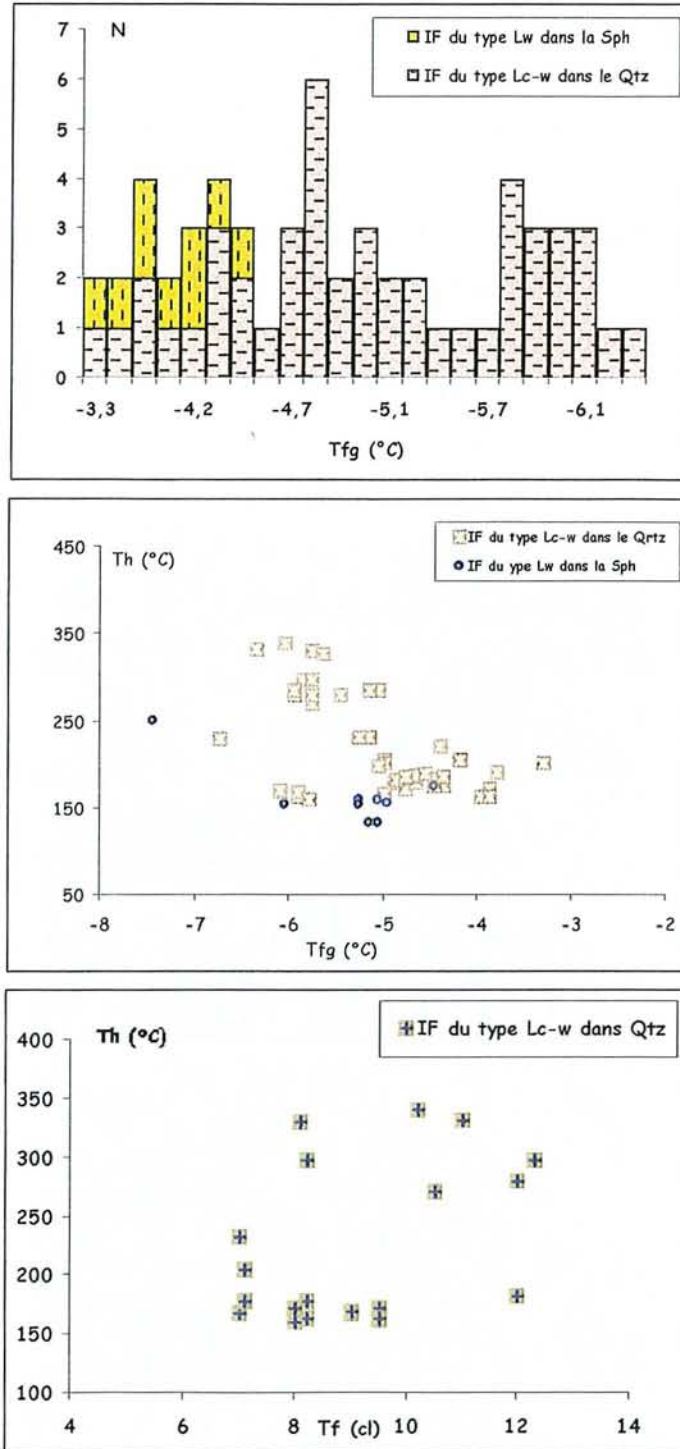 7 N
IF du type Lw dans la Sph
6
IF du type Lc-w dans le Qtz
5
4
3
2
1
0
-3,3 -4,2 -4,7 -5,1 -5,7 -6,1
Tfg (°C)
450
Th (°C)
IF du type Lc-w dans le Qrtz
IF du ype Lw dans la Sph
350
250
150
50
-8 -7 -6 -5 -4 -3 -2
Tfg (°C)
400 Th (°C)
IF du type Lc-w dans Qtz
350
300
250
200
150
100
4 6 8 10 12 14
Tf (cl)